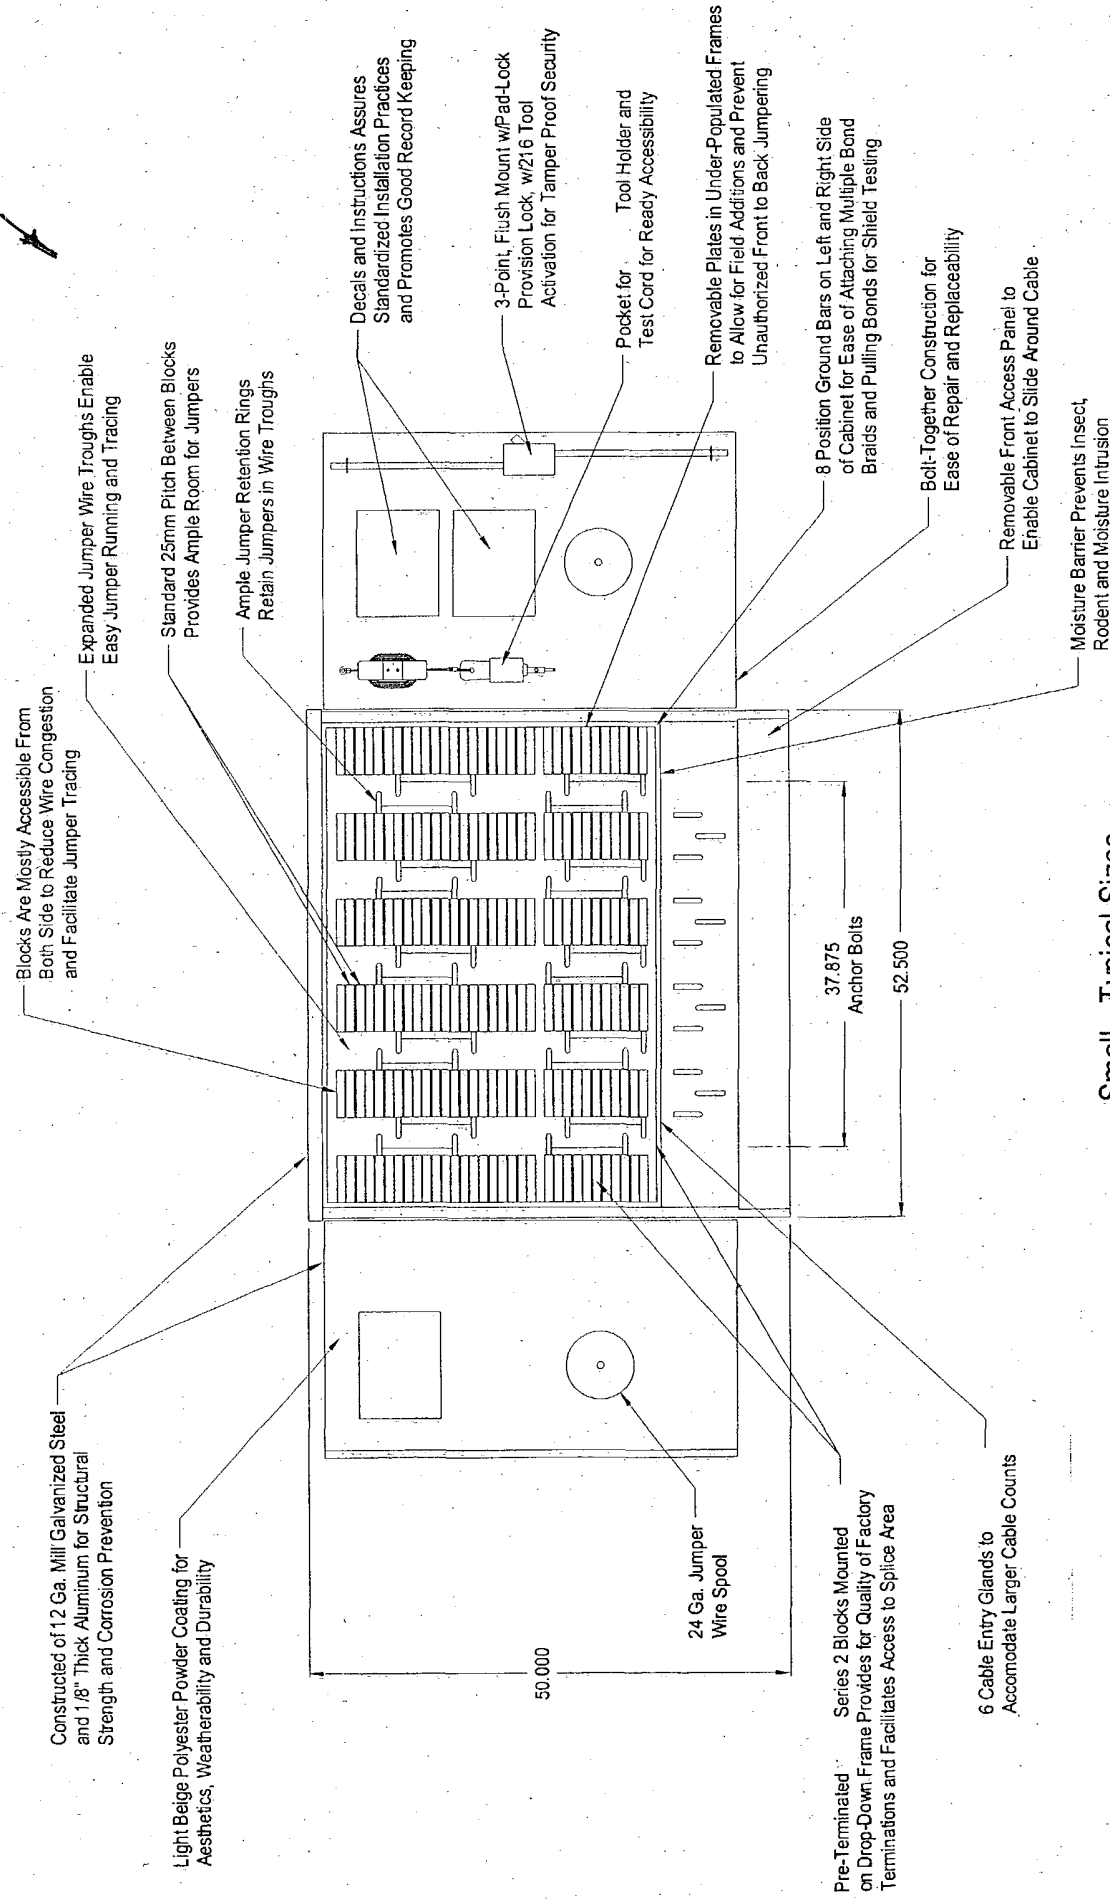 Blocks Are Mostly Accessible From
Both Side to Reduce Wire Congestion
and Facilitate Jumper Tracing
Expanded Jumper Wire Troughs Enable
Easy Jumper Running and Tracing
Standard 25mm Pitch Between Blocks
Provides Ample Room for Jumpers
Ample Jumper Retention Rings
Retain Jumpers in Wire Troughs
Decals and Instructions Assures
Standardized Installation Practices
and Promotes Good Record Keeping
3-Point, Flush Mount w/Pad-Lock
Provision Lock, w/216 Tool
Activation for Tamper Proof Security
Pocket for Tool Holder and
Test Cord for Ready Accessibility
Removable Plates in Under-Populated Frames
to Allow for Field Additions and Prevent
Unauthorized Front to Back Jumpering
8 Position Ground Bars on Left and Right Side
of Cabinet for Ease of Attaching Multiple Bond
Braids and Pulling Bonds for Shield Testing
Bolt-Together Construction for
Ease of Repair and Replaceability
Removable Front Access Panel to
Enable Cabinet to Slide Around Cable
Moisture Barrier Prevents Insect,
Rodent and Moisture Intrusion
Constructed of 12 Ga. Mill Galvanized Steel
and 1/8" Thick Aluminum for Structural
Strength and Corrosion Prevention
Light Beige Polyester Powder Coating for
Aesthetics, Weatherability and Durability
24 Ga. Jumper
Wire Spool
50.000
Pre-Terminated Series 2 Blocks Mounted
on Drop-Down Frame Provides for Quality of Factory
Terminations and Facilitates Access to Splice Area
6 Cable Entry Glands to
Accomodate Larger Cable Counts
37.875
Anchor Bolts
52.500
Small Typical Sizes